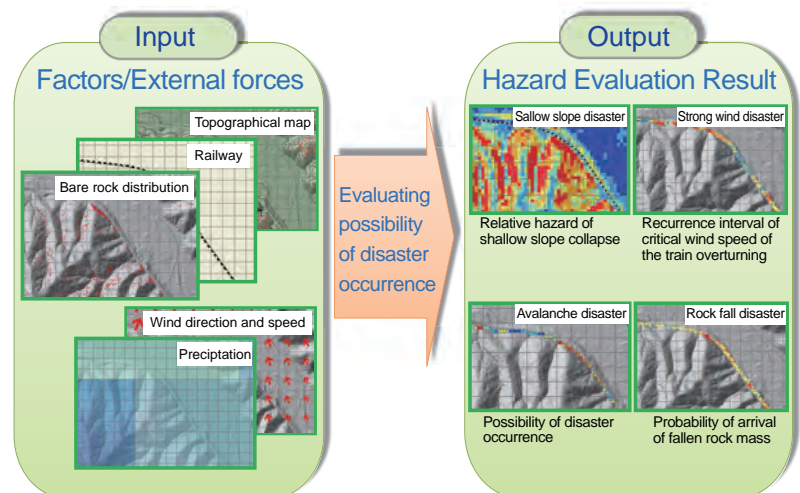 Input
Factors/External forces
Topographical map
Railway
Bare rock distribution
Wind direction and speed
Preciptation
Evaluating
possibility
of disaster
occurrence
Output
Hazard Evaluation Result
Sallow slope disaster
Relative hazard of
shallow slope collapse
Strong wind disaster
Recurrence interval of
critical wind speed of
the train overturning
Avalanche disaster
Possibility of disaster
occurrence
Rock fall disaster
Probability of arrival
of fallen rock mass